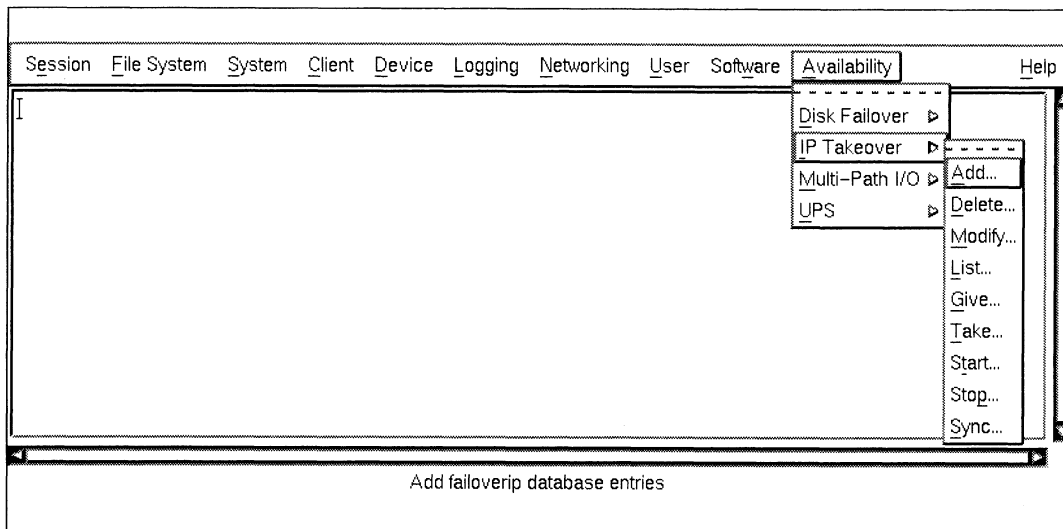 Session File System System Client Device Logging Networking User Software Availability Help
Disk Failover
IP Takeover
Multi-Path I/O
UPS
Add...
Delete...
Modify...
List...
Give...
Take...
Start...
Stop...
Sync...
Add failoverip database entries